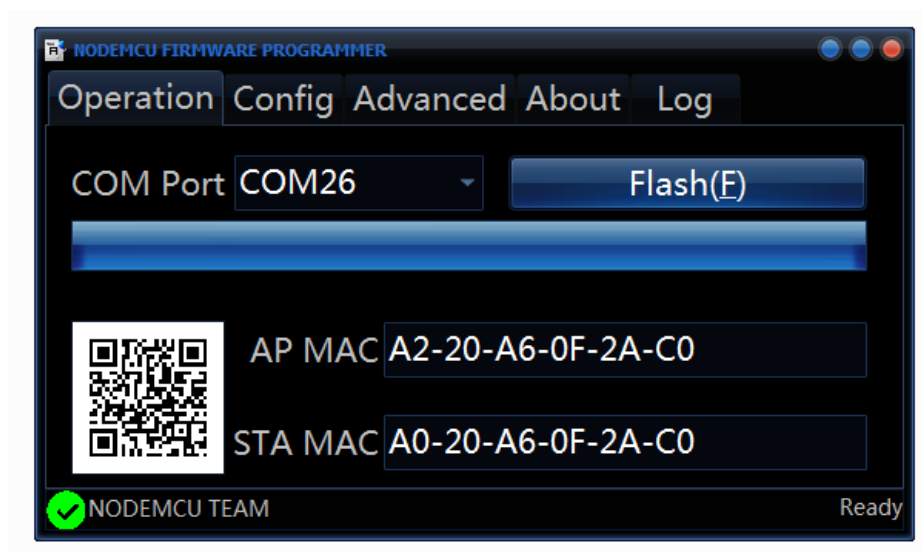 NODEMCU FIRMWARE PROGRAMMER
Operation Config Advanced About Log
COM Port COM26 Flash(F)
AP MAC A2-20-A6-0F-2A-C0
STA MAC A0-20-A6-0F-2A-C0
NODEMCU TEAM Ready